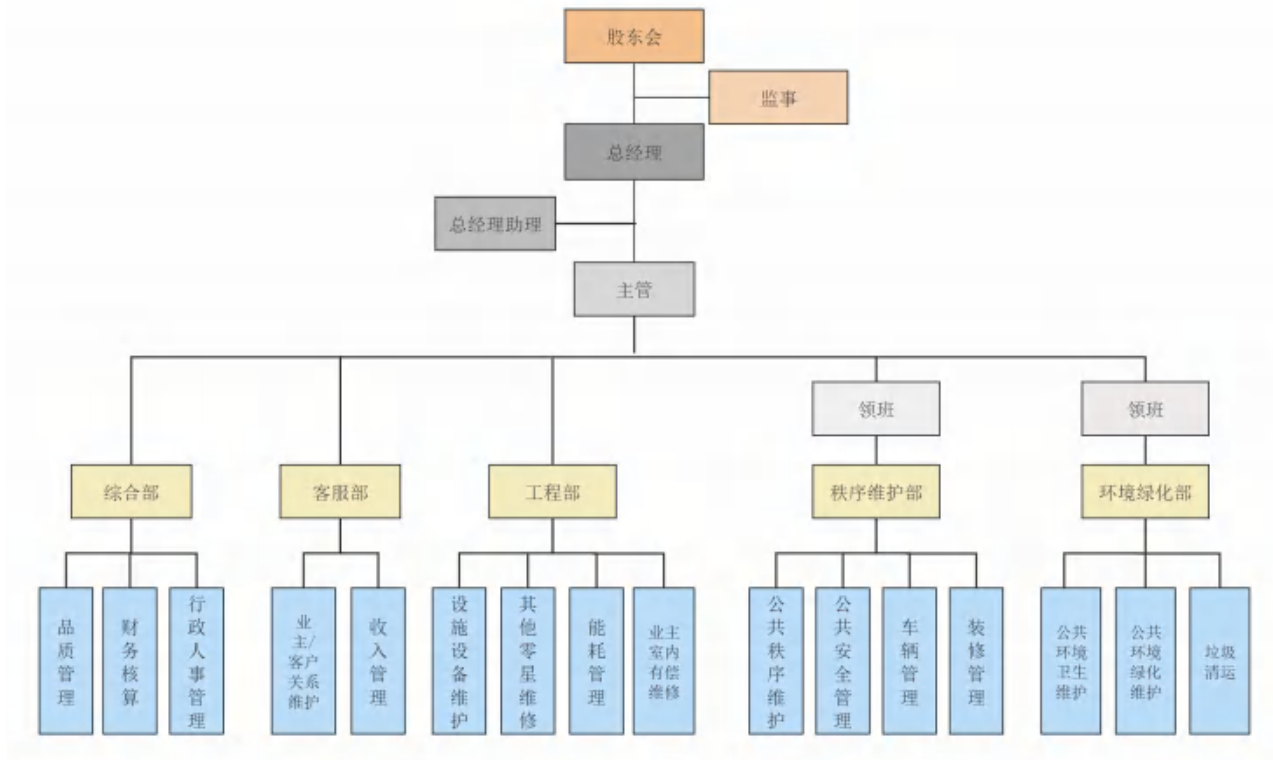 股东会
监事
总经理
总经理助理
主管
领班
领班
综合部
客服部
工程部
秩序维护部
环境绿化部
品质管理
财务核算
行政人事管理
业
主/
客户
关系
维护
收入管理
设施设备维护
其他零星维修
能耗管理
业主
室内
有偿
维修
公共秩序维护
公共安全管理
车辆管理
装修管理
公共
环境
卫生
维护
公共
环境
绿化
维护
垃圾
清运